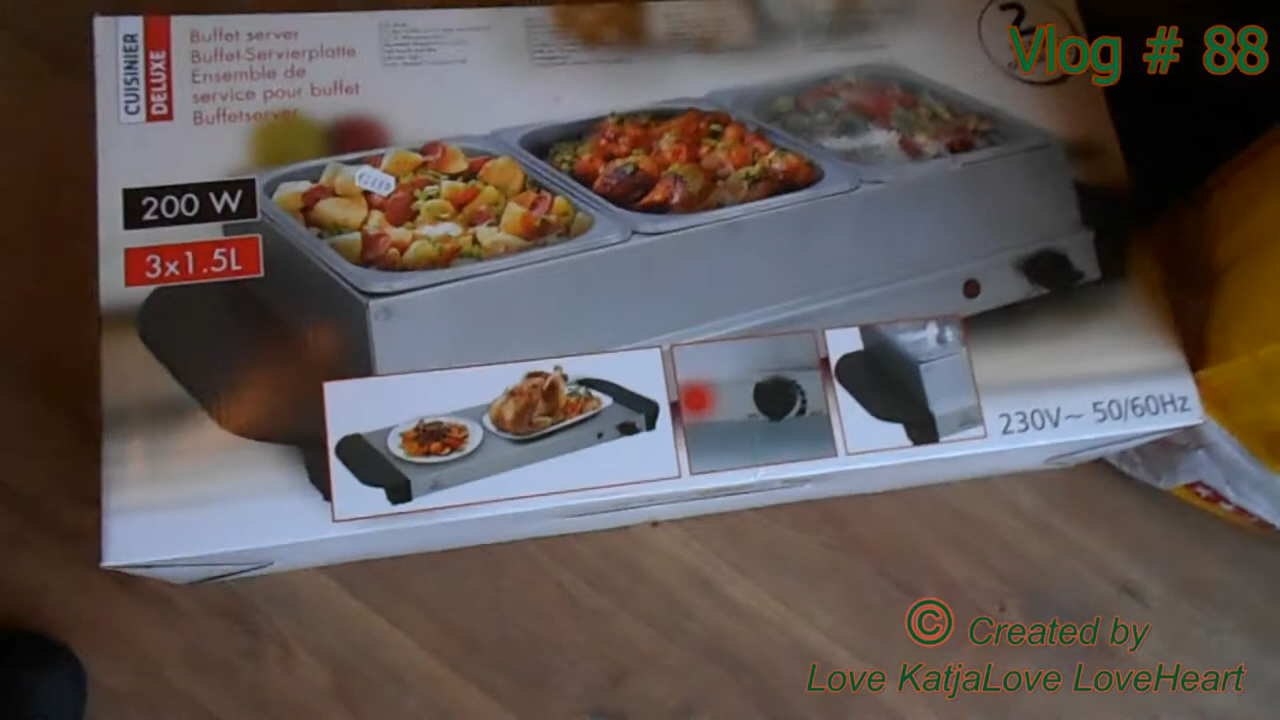 Vlog # 88
2
CUISINIER
DELUXE
Buffet server
Buffet-Servierplatte
Ensemble de
service pour buffet
Buffetserver
200 W
3x1.5L
230V~ 50/60Hz
© Created by
Love KatjaLove LoveHeart